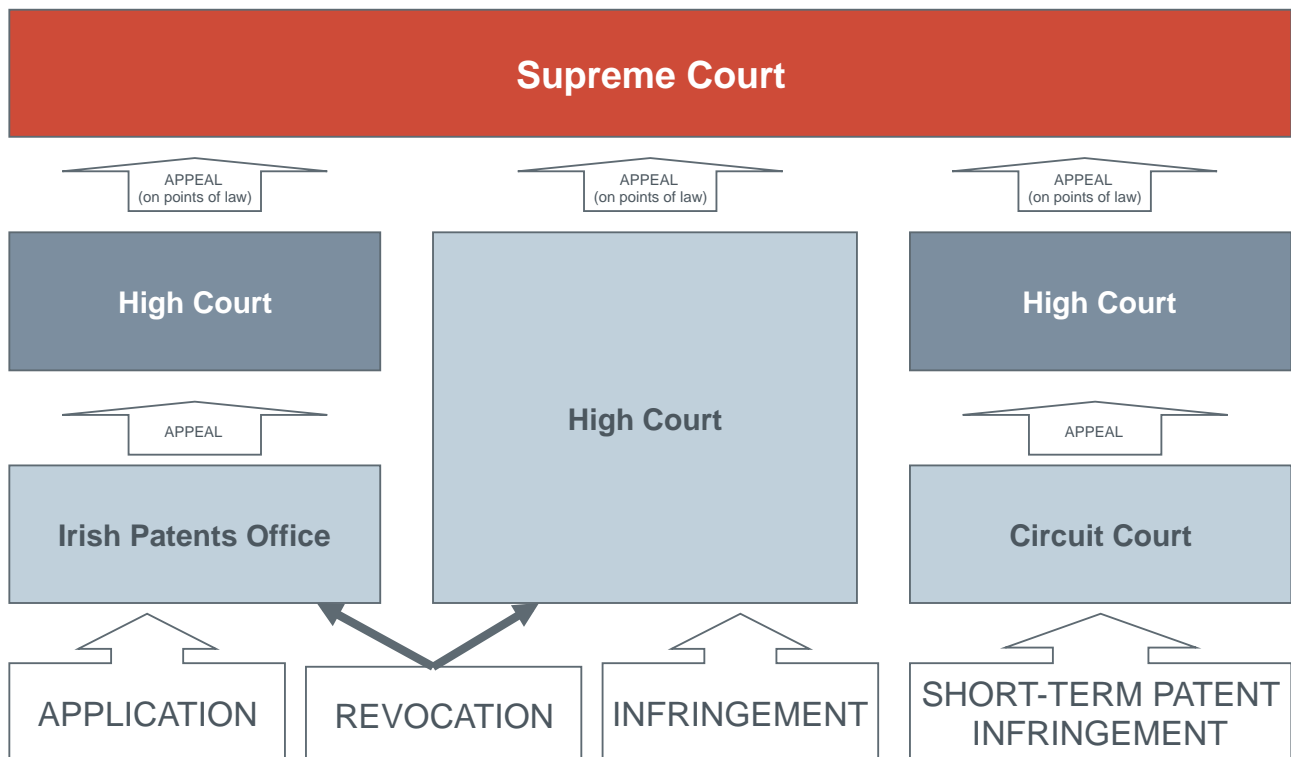 Supreme Court
APPEAL
(on points of law)
APPEAL
(on points of law)
APPEAL
(on points of law)
High Court
High Court
High Court
APPEAL
APPEAL
Irish Patents Office
Circuit Court
APPLICATION
REVOCATION
INFRINGEMENT
SHORT-TERM PATENT
INFRINGEMENT